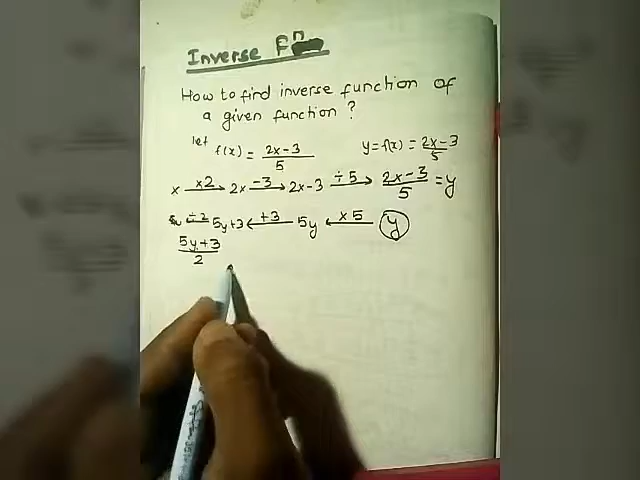 Inverse Fn
How to find inverse function of
a given function ?
let f(x) = 2x-3/5 y=f(x) = 2x-3/5
x ×2→ 2x -3→ 2x-3 ÷5→ 2x-3/5 = y
÷2← 5y+3 +3← 5y ×5← y
5y+3/2